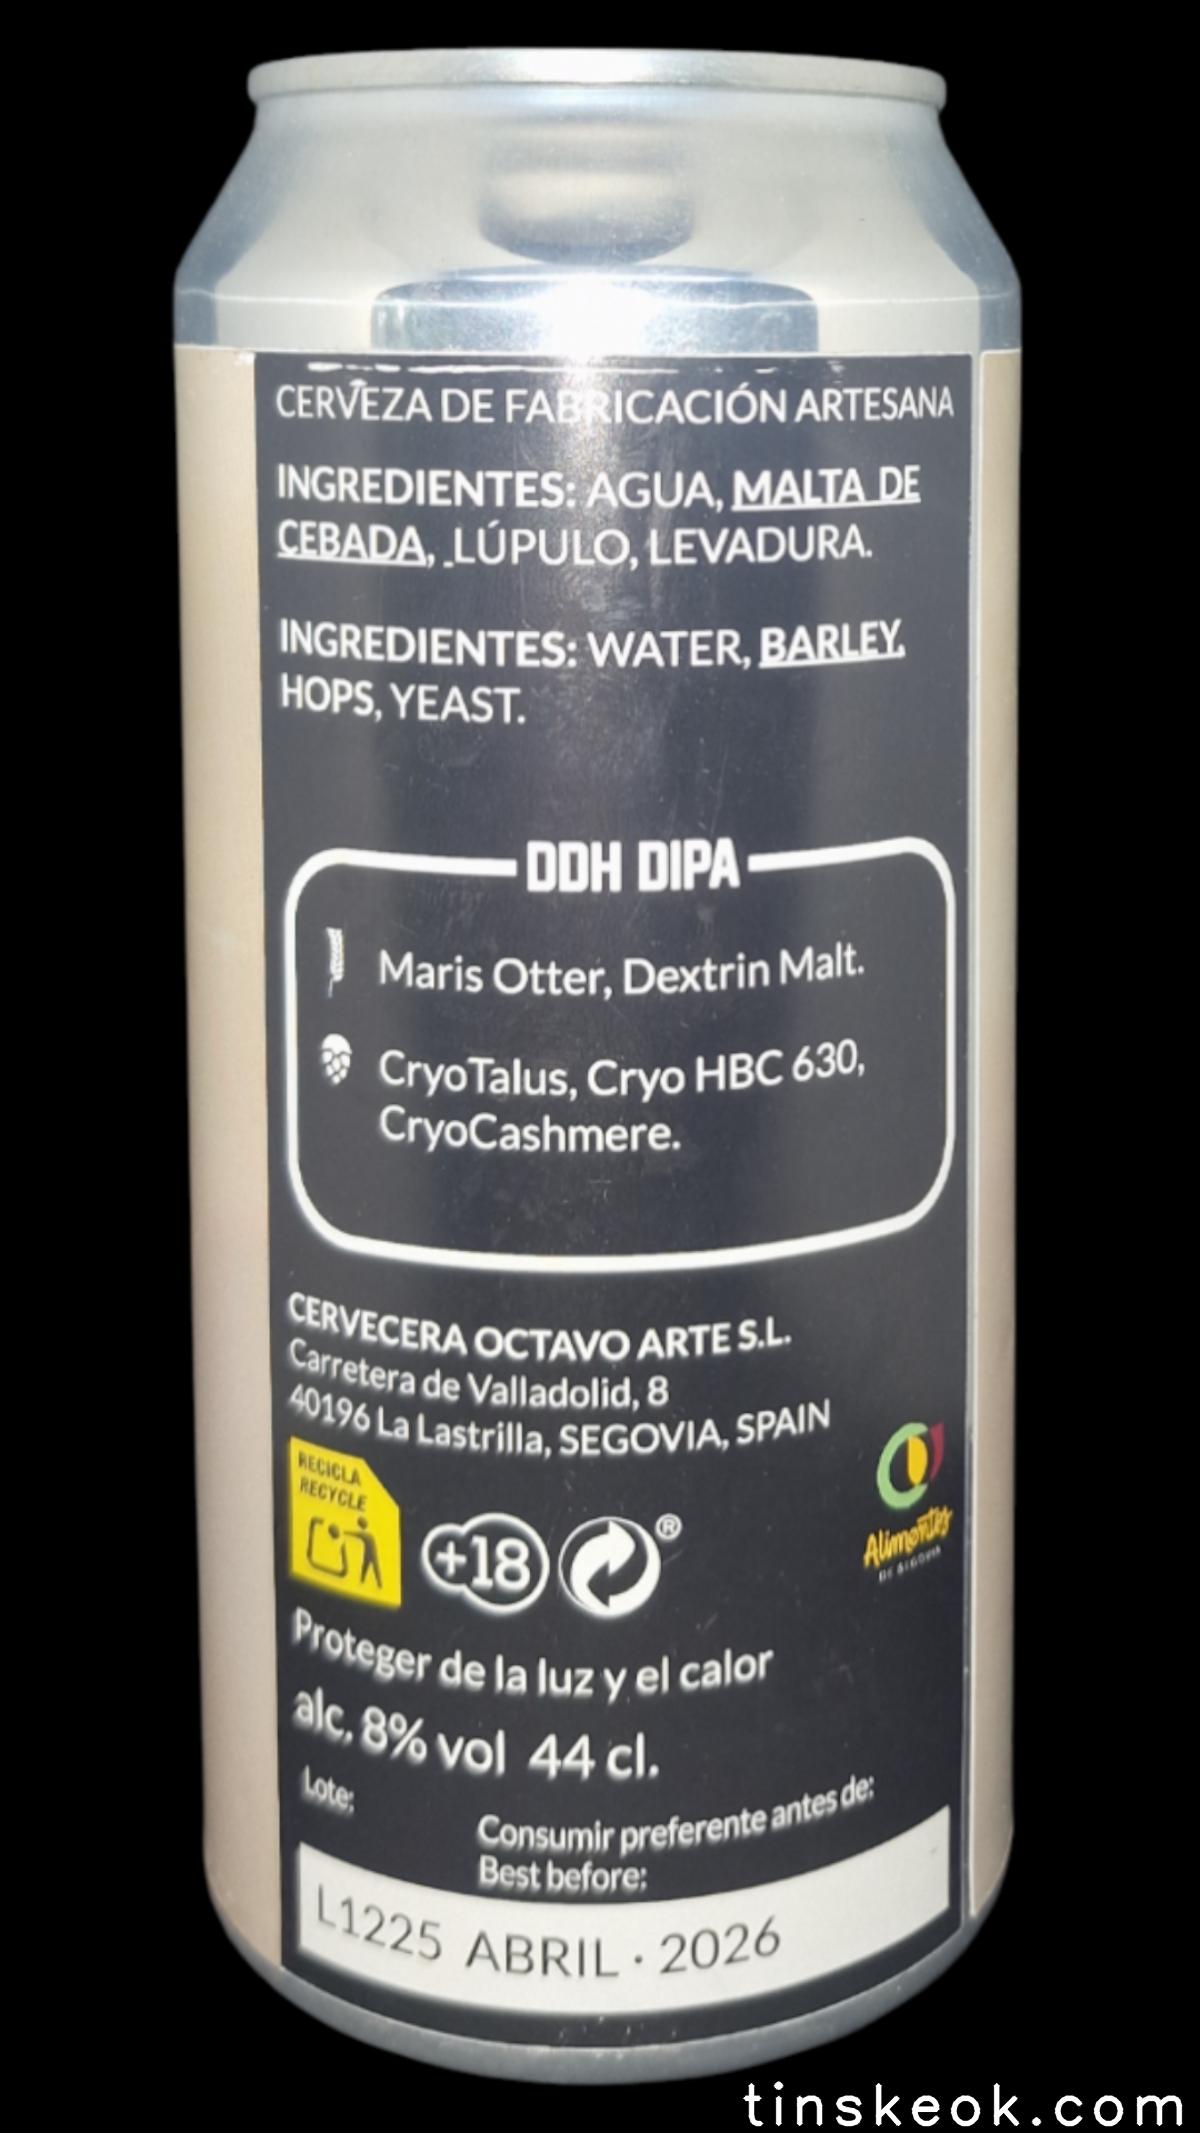 CERVEZA DE FABRICACIÓN ARTESANA
INGREDIENTES: AGUA, MALTA DE
CEBADA, LÚPULO, LEVADURA.
INGREDIENTES: WATER, BARLEY,
HOPS, YEAST.
DDH DIPA
Maris Otter, Dextrin Malt.
CryoTalus, Cryo HBC 630,
CryoCashmere.
CERVECERA OCTAVO ARTE S.L.
Carretera de Valladolid, 8
40196 La Lastrilla, SEGOVIA, SPAIN
RECICLA
RECYCLE
+18
®
Alimentos
DE SEGOVIA
Proteger de la luz y el calor
alc. 8% vol 44 cl.
Lote:
Consumir preferente antes de:
Best before:
L1225 ABRIL · 2026
tinskeok.com